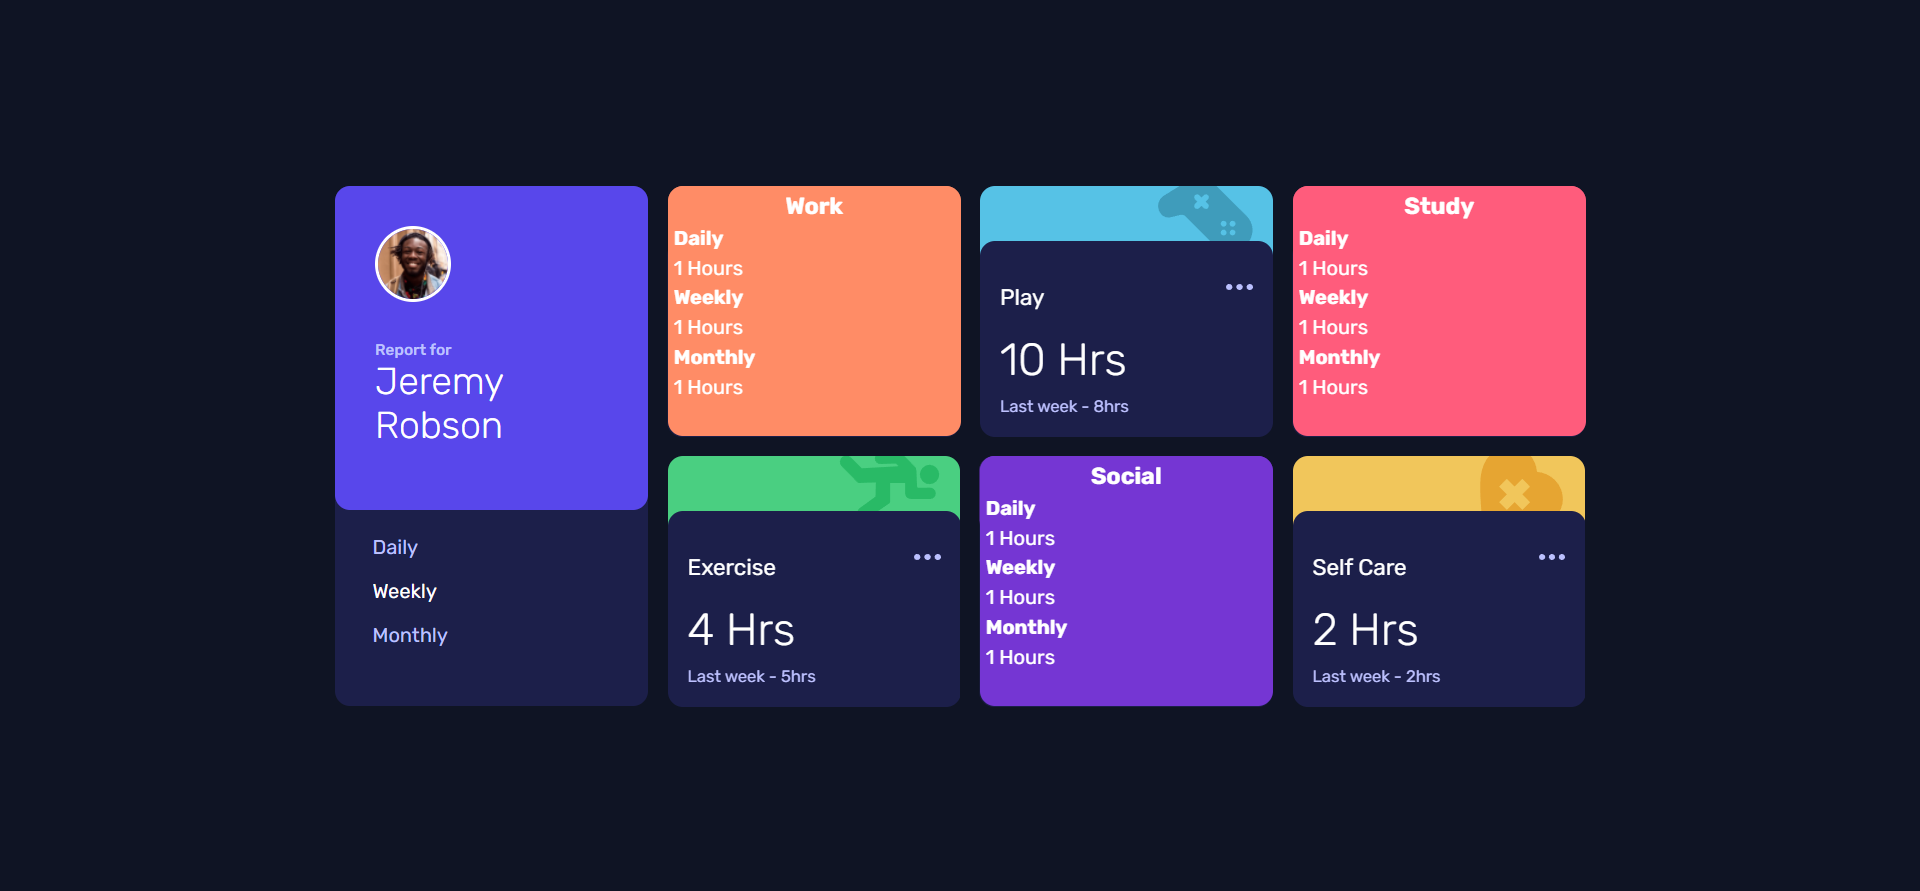 Report for
Jeremy
Robson
Daily
Weekly
Monthly
Work
Daily
1 Hours
Weekly
1 Hours
Monthly
1 Hours
Play
10 Hrs
Last week - 8hrs
Study
Daily
1 Hours
Weekly
1 Hours
Monthly
1 Hours
Exercise
4 Hrs
Last week - 5hrs
Social
Daily
1 Hours
Weekly
1 Hours
Monthly
1 Hours
Self Care
2 Hrs
Last week - 2hrs